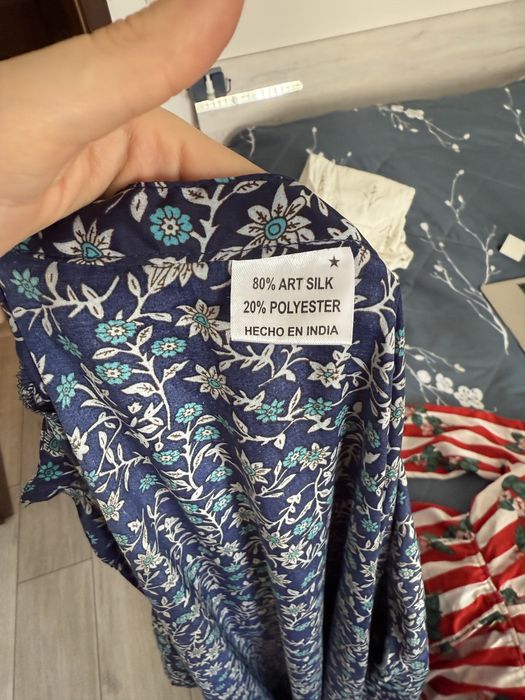 80% ART SILK
20% POLYESTER
HECHO EN INDIA